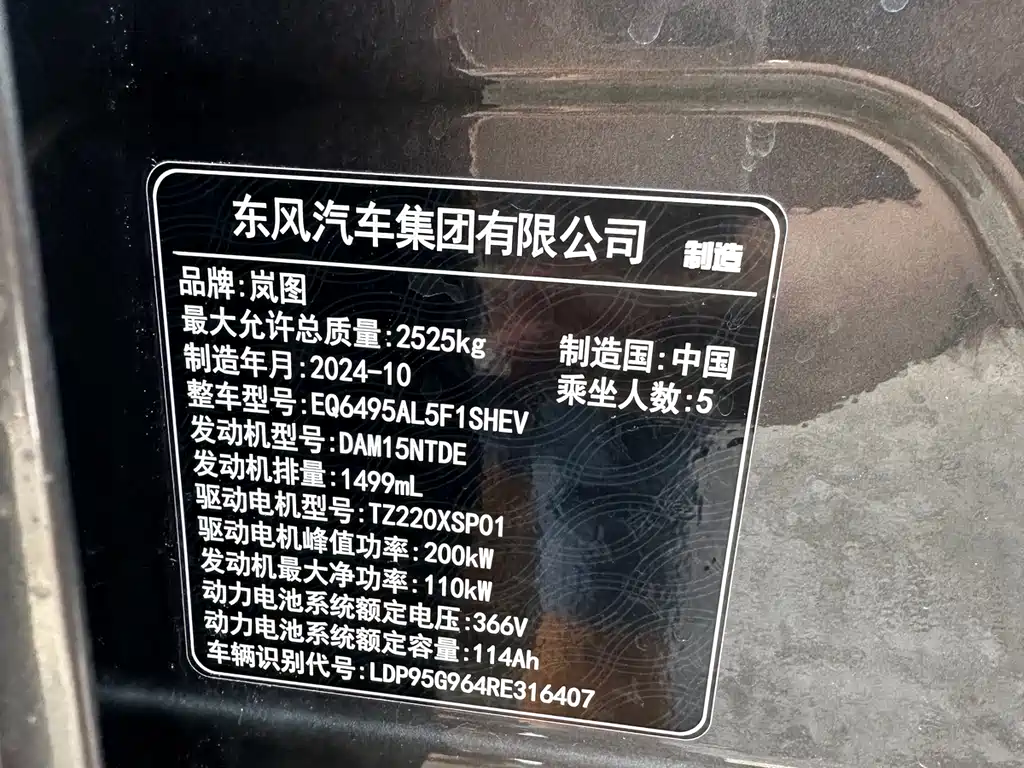 东风汽车集团有限公司 制造
品牌:岚图
最大允许总质量:2525kg 制造国:中国
制造年月:2024-10 乘坐人数:5
整车型号:EQ6495AL5F1SHEV
发动机型号:DAM15NTDE
发动机排量:1499mL
驱动电机型号:TZ220XSP01
驱动电机峰值功率:200kW
发动机最大净功率:110kW
动力电池系统额定电压:366V
动力电池系统额定容量:114Ah
车辆识别代号:LDP95G964RE316407